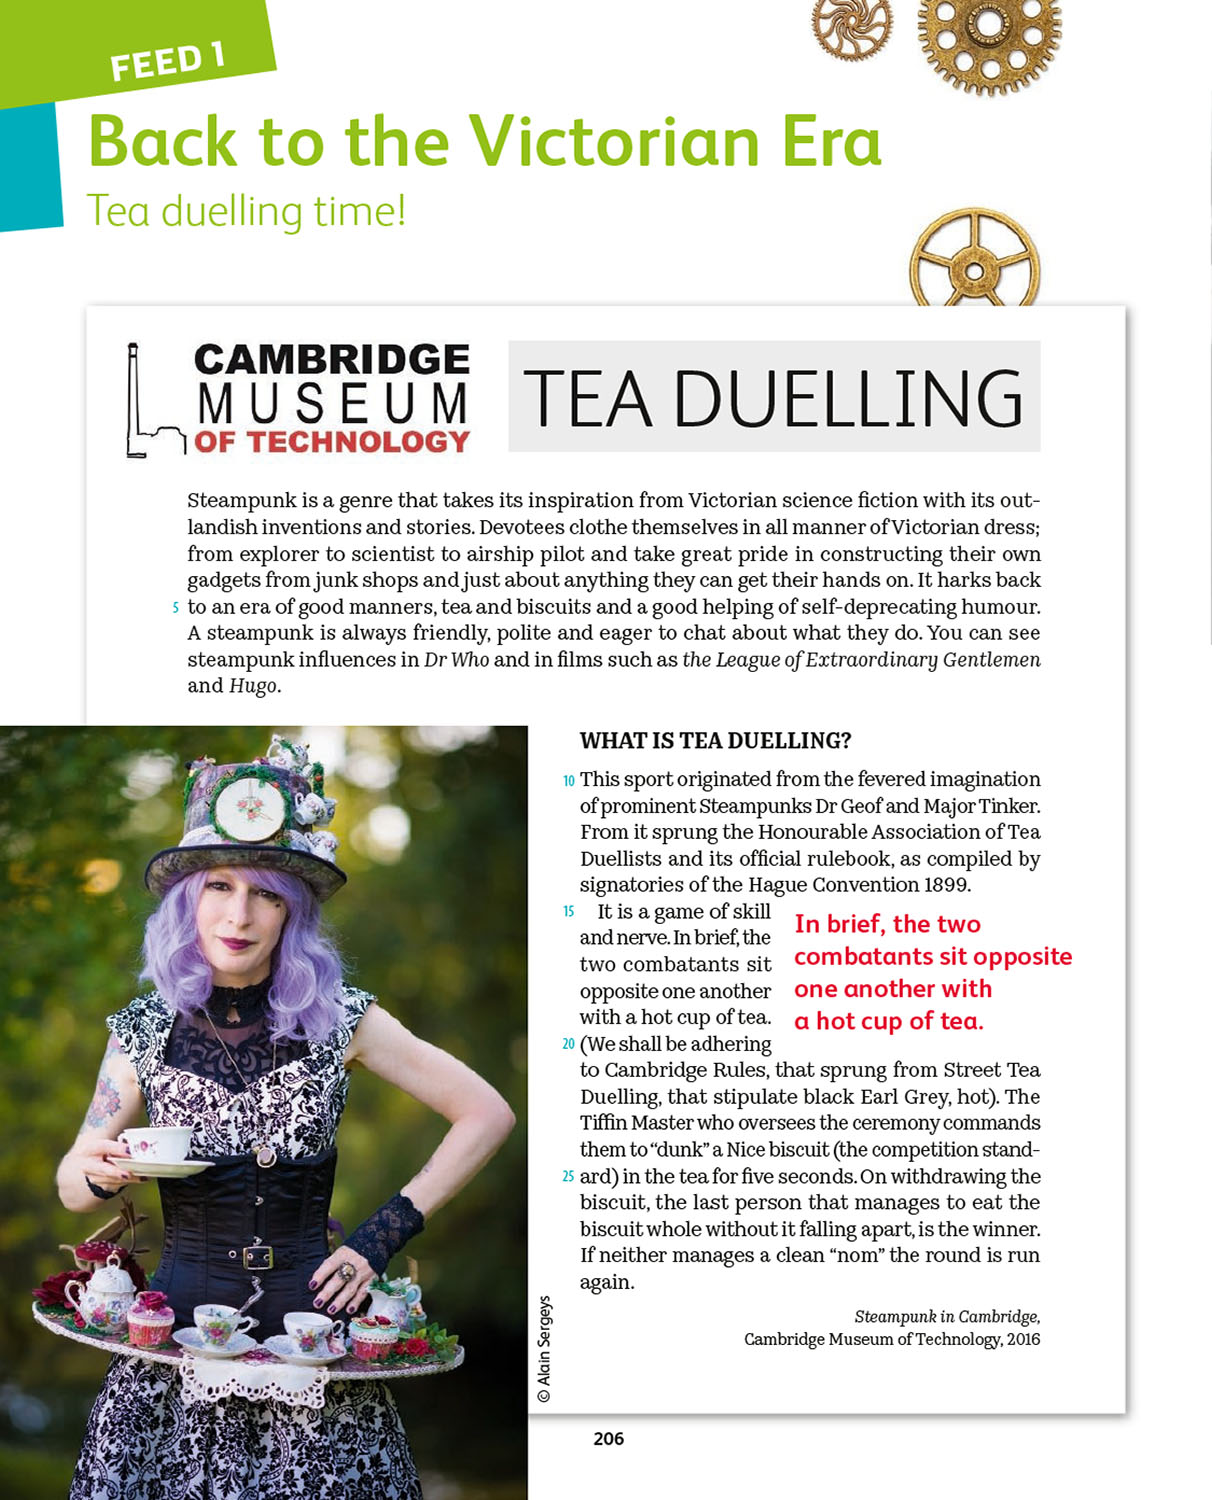 FEED 1
Back to the Victorian Era
Tea duelling time!
CAMBRIDGE
MUSEUM
OF TECHNOLOGY
TEA DUELLING
Steampunk is a genre that takes its inspiration from Victorian science fiction with its out-
landish inventions and stories. Devotees clothe themselves in all manner of Victorian dress;
from explorer to scientist to airship pilot and take great pride in constructing their own
gadgets from junk shops and just about anything they can get their hands on. It harks back
5 to an era of good manners, tea and biscuits and a good helping of self-deprecating humour.
A steampunk is always friendly, polite and eager to chat about what they do. You can see
steampunk influences in Dr Who and in films such as the League of Extraordinary Gentlemen
and Hugo.
WHAT IS TEA DUELLING?
10 This sport originated from the fevered imagination
of prominent Steampunks Dr Geof and Major Tinker.
From it sprung the Honourable Association of Tea
Duellists and its official rulebook, as compiled by
signatories of the Hague Convention 1899.
15 It is a game of skill
and nerve. In brief, the
two combatants sit
opposite one another
with a hot cup of tea.
20 (We shall be adhering
to Cambridge Rules, that sprung from Street Tea
Duelling, that stipulate black Earl Grey, hot). The
Tiffin Master who oversees the ceremony commands
them to “dunk” a Nice biscuit (the competition stand-
25 ard) in the tea for five seconds. On withdrawing the
biscuit, the last person that manages to eat the
biscuit whole without it falling apart, is the winner.
If neither manages a clean “nom” the round is run
again.
In brief, the two
combatants sit opposite
one another with
a hot cup of tea.
Steampunk in Cambridge,
Cambridge Museum of Technology, 2016
© Alain Sergeys
206